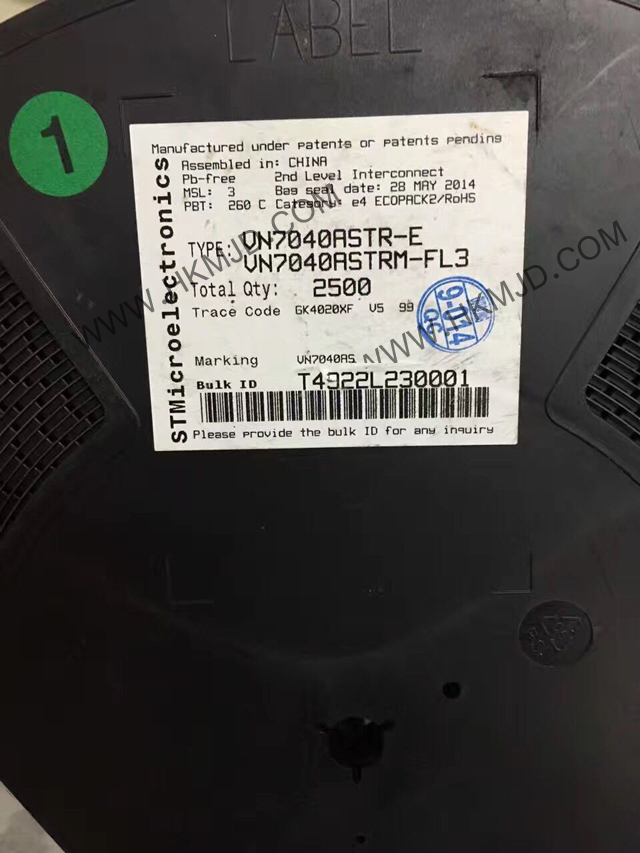 LABEL
1
STMicroelectronics
Manufactured under patents or patents pending
Assembled in: CHINA
Pb-free 2nd Level Interconnect
MSL: 3 Bag seal date: 28 MAY 2014
PBT: 260 C Category: e4 ECOPACK2/RoHS
TYPE: VN7040ASTR-E
VN7040ASTRM-FL3
Total Qty: 2500
Trace Code GK4020XF V5 99
9-014
QC
Marking VN7040AS
Bulk ID T4922L230001
Please provide the bulk ID for any inquiry
WWW.HKMJD.COM
WWW.HKMJD.COM